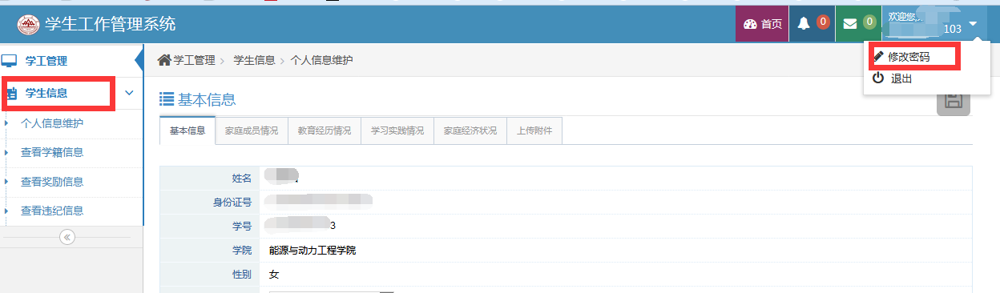 学生工作管理系统
首页
0
0
欢迎您,
103
修改密码
退出
学工管理
学生信息
个人信息维护
查看学籍信息
查看奖励信息
查看违纪信息
学工管理 > 学生信息 > 个人信息维护
基本信息
基本信息 家庭成员情况 教育经历情况 学习实践情况 家庭经济状况 上传附件
姓名
身份证号
学号 3
学院 能源与动力工程学院
性别 女